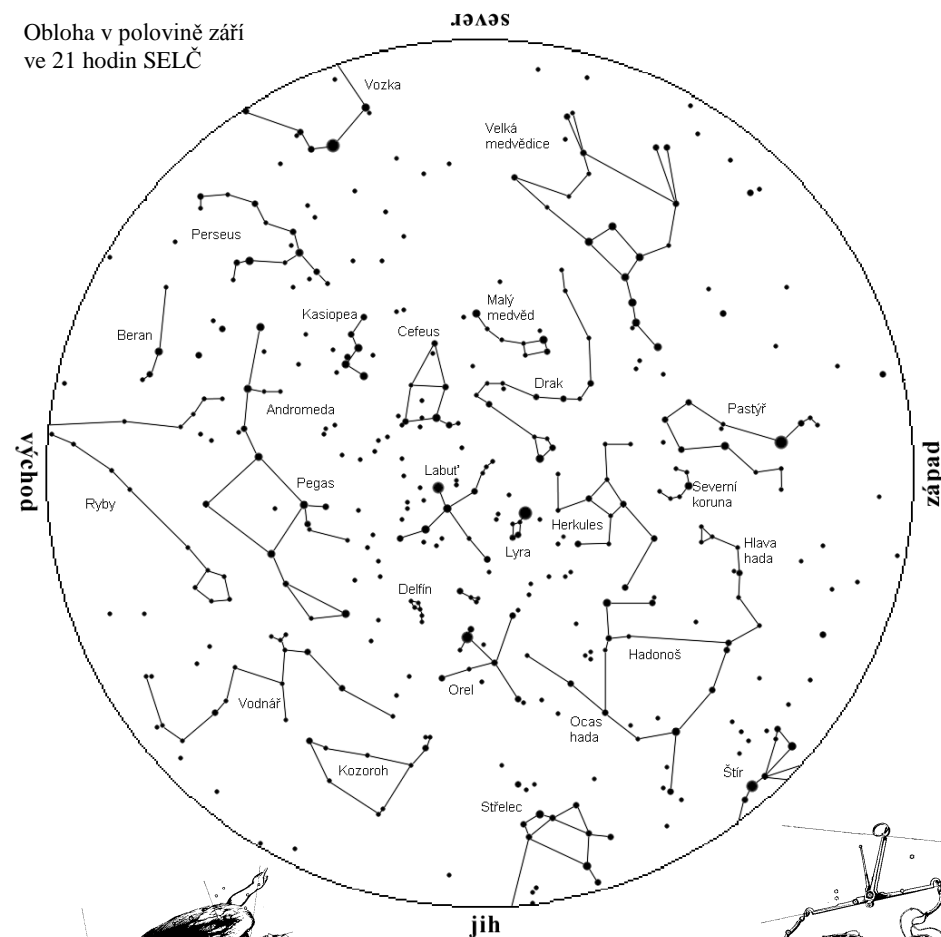 sever
Obloha v polovině září
ve 21 hodin SELČ
Vozka
Velká
medvědice
Perseus
Malý
medvěd
Kasiopea
Cefeus
Beran
Drak
Andromeda
Pastýř
východ
západ
Labuť
Pegas
Severní
koruna
Ryby
Herkules
Lyra
Hlava
hada
Delfín
Hadonoš
Orel
Vodnář
Ocas
hada
Kozoroh
Štír
Střelec
jih